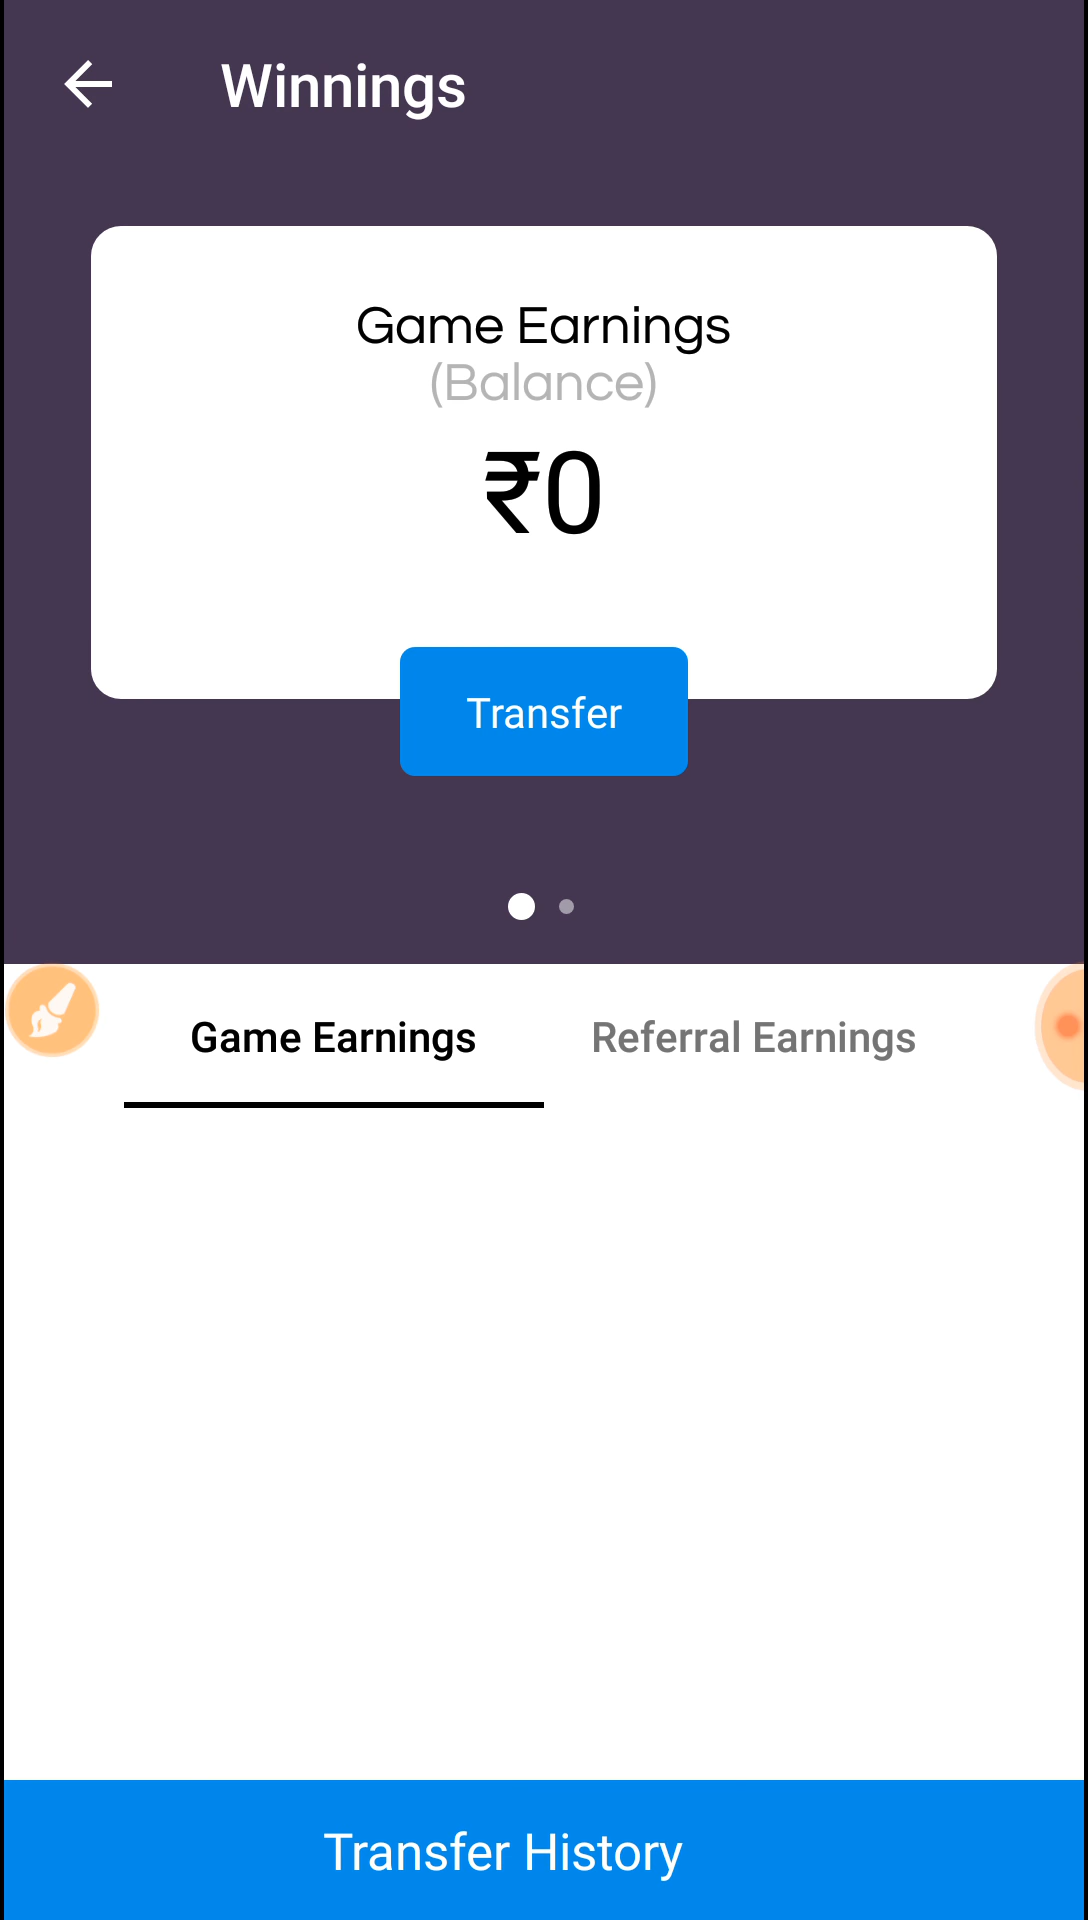 Winnings
Game Earnings
(Balance)
₹0
Transfer
Game Earnings
Referral Earnings
Transfer History